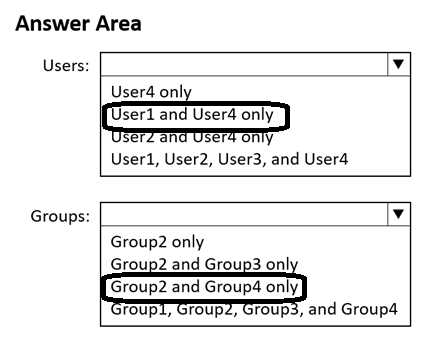 Answer Area
Users:
User4 only
User1 and User4 only
User2 and User4 only
User1, User2, User3, and User4
Groups:
Group2 only
Group2 and Group3 only
Group2 and Group4 only
Group1, Group2, Group3, and Group4